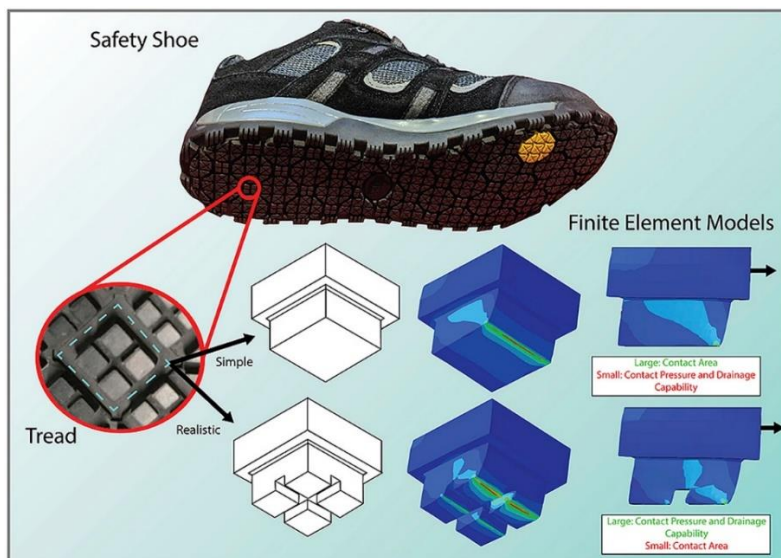 Safety Shoe
Finite Element Models
Simple
Large: Contact Area
Small: Contact Pressure and Drainage
Capability
Tread
Realistic
Large: Contact Pressure and Drainage
Capability
Small: Contact Area